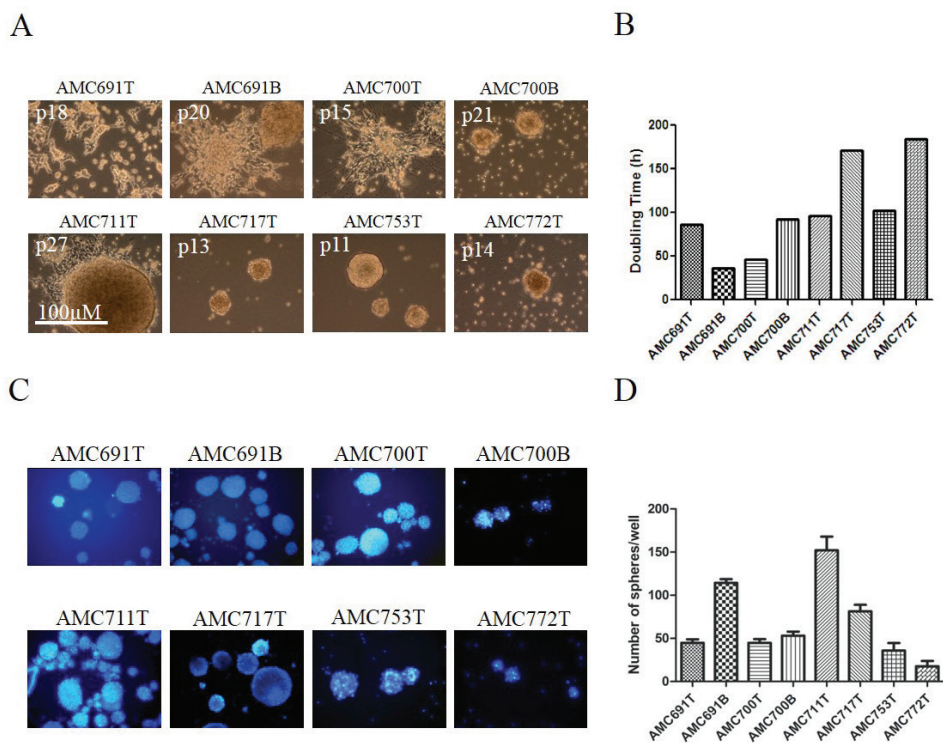 A
AMC691T AMC691B AMC700T AMC700B
p18 p20 p15 p21
AMC711T AMC717T AMC753T AMC772T
p27 p13 p11 p14
100μM
B
Doubling Time (h)
200
150
100
50
0
AMC691T AMC691B AMC700T AMC700B AMC711T AMC717T AMC753T AMC772T
C
AMC691T AMC691B AMC700T AMC700B
AMC711T AMC717T AMC753T AMC772T
D
Number of spheres/well
200
150
100
50
0
AMC691T AMC691B AMC700T AMC700B AMC711T AMC717T AMC753T AMC772T